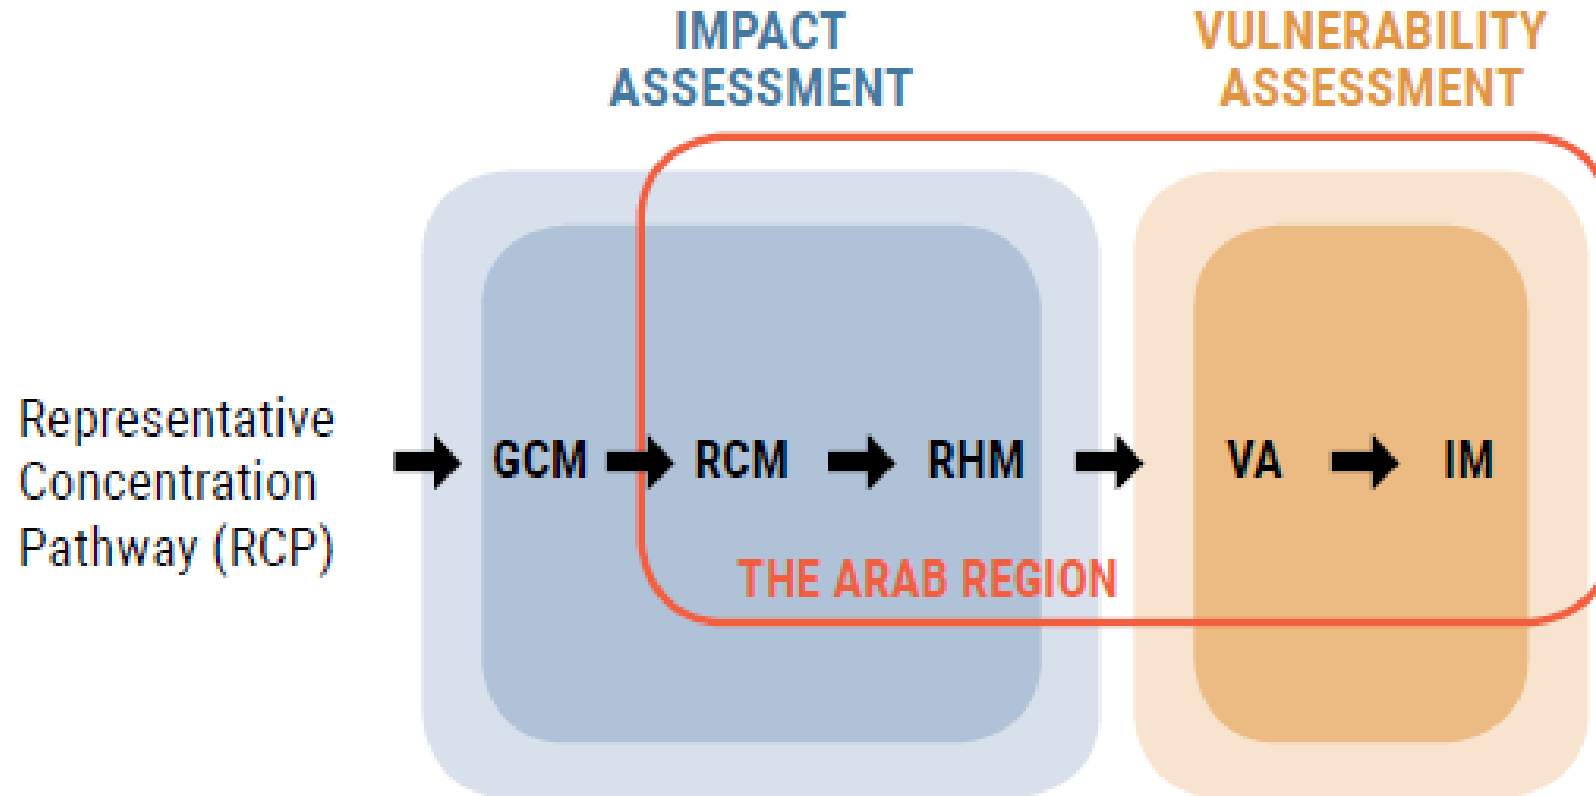 IMPACT
ASSESSMENT
VULNERABILITY
ASSESSMENT
Representative
Concentration
Pathway (RCP)
GCM
RCM
RHM
VA
IM
THE ARAB REGION